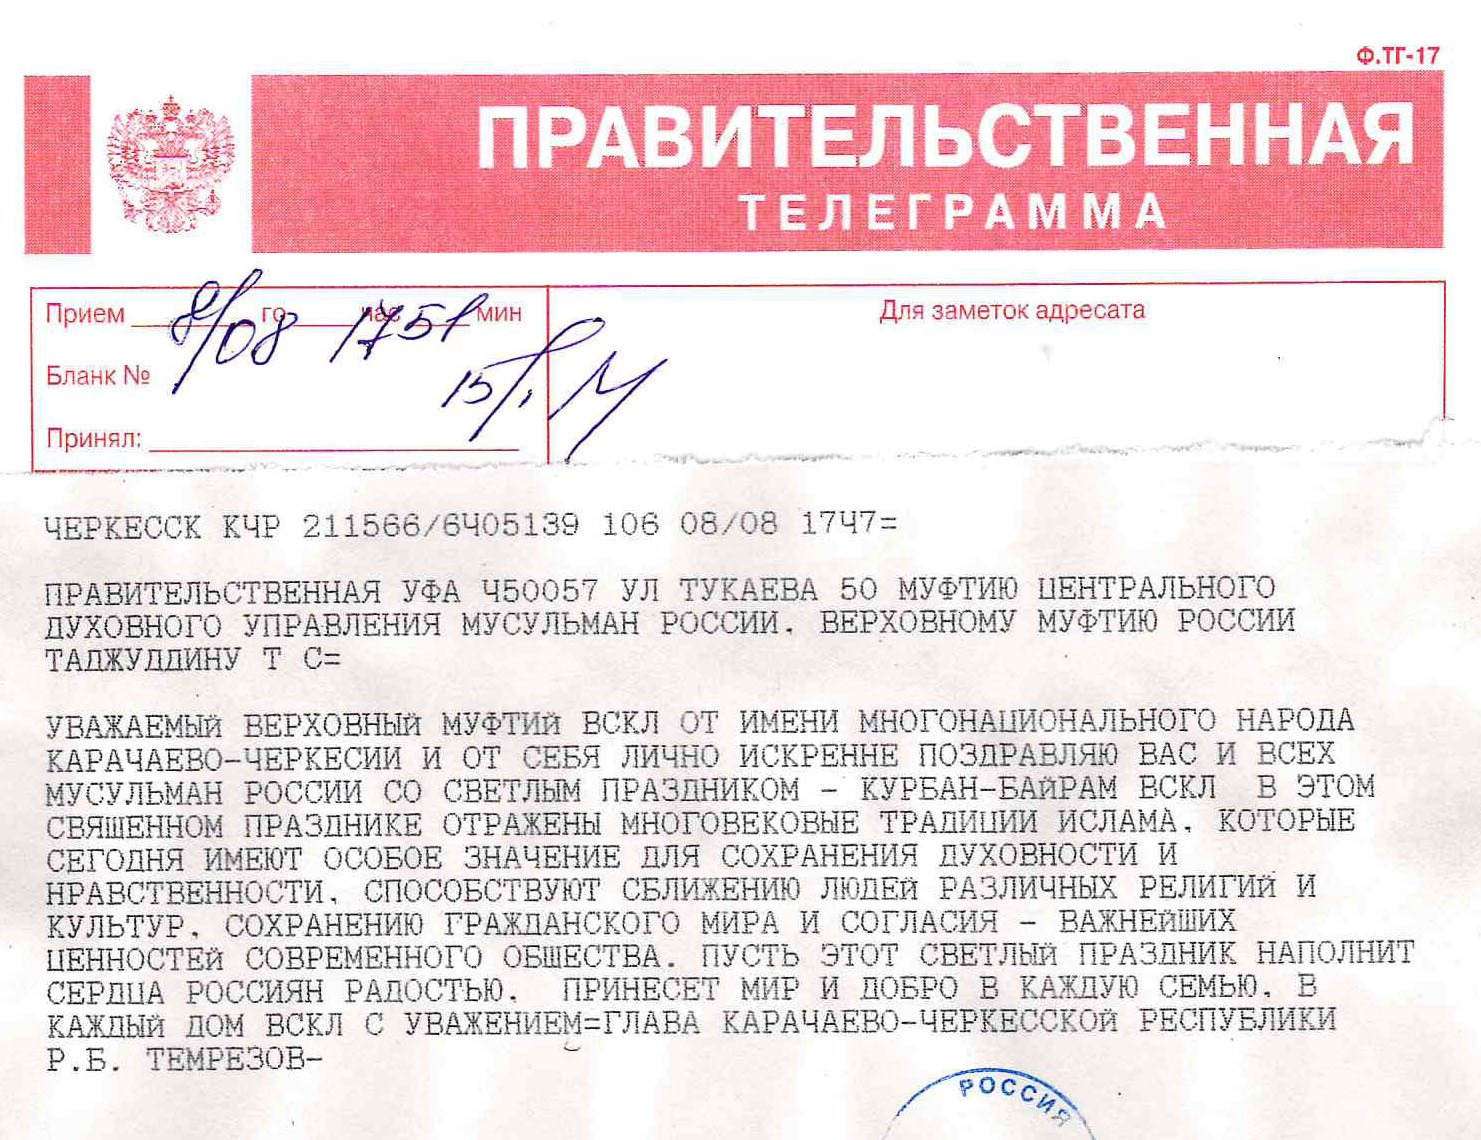 Ф.ТГ-17
ПРАВИТЕЛЬСТВЕННАЯ
ТЕЛЕГРАММА
Прием 8/08 го час 1751 мин
Для заметок адресата
Бланк №
15/
Принял:
ЧЕРКЕССК КЧР 211566/6Ч05139 106 08/08 17Ч7=
ПРАВИТЕЛЬСТВЕННАЯ УФА Ч50057 УЛ ТУКАЕВА 50 МУФТИЮ ЦЕНТРАЛЬНОГО
ДУХОВНОГО УПРАВЛЕНИЯ МУСУЛЬМАН РОССИИ, ВЕРХОВНОМУ МУФТИЮ РОССИИ
ТАДЖУДДИНУ Т С=
УВАЖАЕМЫЙ ВЕРХОВНЫЙ МУФТИЙ ВСКЛ ОТ ИМЕНИ МНОГОНАЦИОНАЛЬНОГО НАРОДА
КАРАЧАЕВО-ЧЕРКЕСИИ И ОТ СЕБЯ ЛИЧНО ИСКРЕННЕ ПОЗДРАВЛЯЮ ВАС И ВСЕХ
МУСУЛЬМАН РОССИИ СО СВЕТЛЫМ ПРАЗДНИКОМ - КУРБАН-БАЙРАМ ВСКЛ В ЭТОМ
СВЯЩЕННОМ ПРАЗДНИКЕ ОТРАЖЕНЫ МНОГОВЕКОВЫЕ ТРАДИЦИИ ИСЛАМА, КОТОРЫЕ
СЕГОДНЯ ИМЕЮТ ОСОБОЕ ЗНАЧЕНИЕ ДЛЯ СОХРАНЕНИЯ ДУХОВНОСТИ И
НРАВСТВЕННОСТИ, СПОСОБСТВУЮТ СБЛИЖЕНИЮ ЛЮДЕЙ РАЗЛИЧНЫХ РЕЛИГИЙ И
КУЛЬТУР, СОХРАНЕНИЮ ГРАЖДАНСКОГО МИРА И СОГЛАСИЯ - ВАЖНЕЙШИХ
ЦЕННОСТЕЙ СОВРЕМЕННОГО ОБЩЕСТВА. ПУСТЬ ЭТОТ СВЕТЛЫЙ ПРАЗДНИК НАПОЛНИТ
СЕРДЦА РОССИЯН РАДОСТЬЮ, ПРИНЕСЕТ МИР И ДОБРО В КАЖДУЮ СЕМЬЮ, В
КАЖДЫЙ ДОМ ВСКЛ С УВАЖЕНИЕМ=ГЛАВА КАРАЧАЕВО-ЧЕРКЕССКОЙ РЕСПУБЛИКИ
Р.Б. ТЕМРЕЗОВ-
РОССИЯ